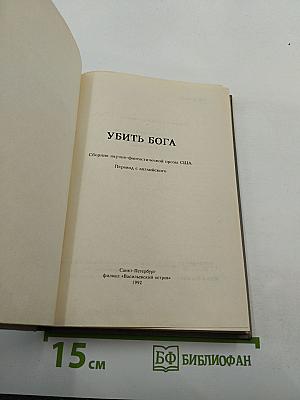 УБИТЬ БОГА
Сборник научно-фантастической прозы США
Перевод с английского
Санкт-Петербург
филиал «Васильевский остров»
1992
15 см
БФ БИБЛИОФАН